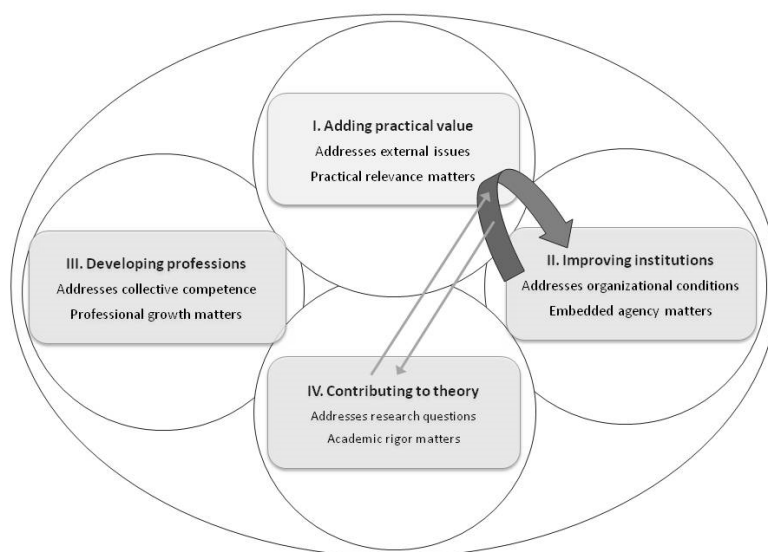 I. Adding practical value
Addresses external issues
Practical relevance matters
III. Developing professions
Addresses collective competence
Professional growth matters
II. Improving institutions
Addresses organizational conditions
Embedded agency matters
IV. Contributing to theory
Addresses research questions
Academic rigor matters